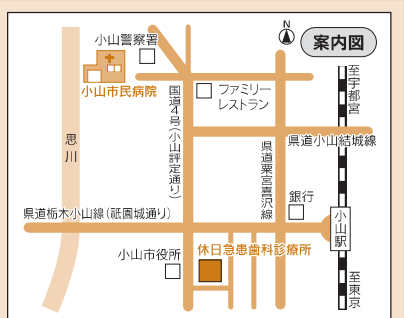 N
案内図
小山警察署
小山市民病院
至宇都宮
ファミリー
レストラン
国道4号(小山評定通り)
思川
県道小山結城線
県道粟宮喜沢線
銀行
県道栃木小山線(祇園城通り)
小山駅
小山市役所
休日急患歯科診療所
至東京